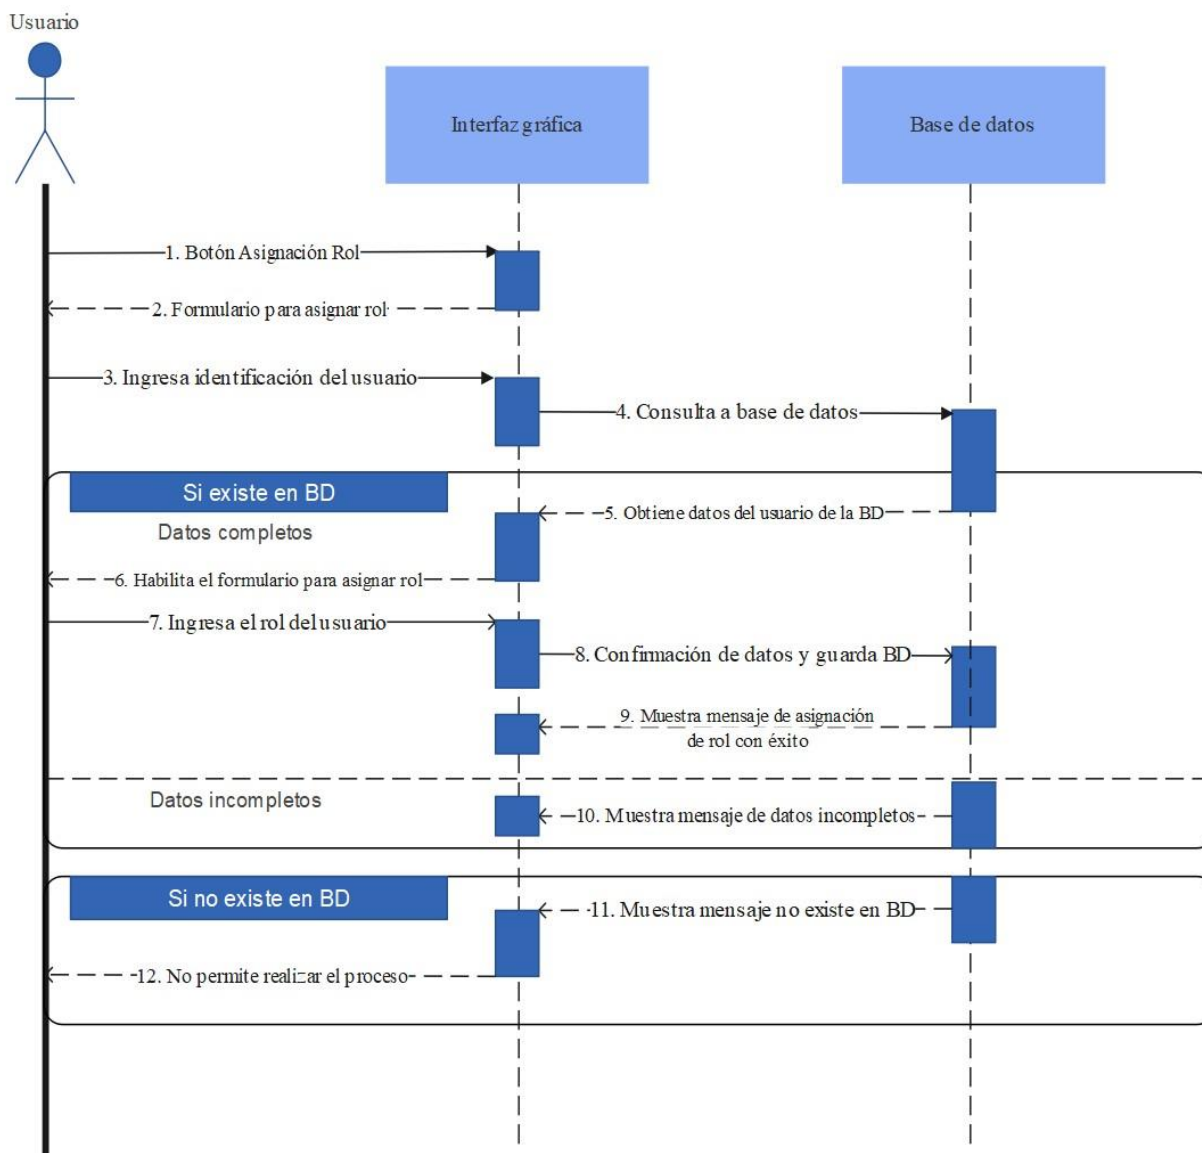 Usuario
Interfaz gráfica
Base de datos
1. Botón Asignación Rol
2. Formulario para asignar rol
3. Ingresa identificación del usuario
4. Consulta a base de datos
Si existe en BD
5. Obtiene datos del usuario de la BD
Datos completos
6. Habilita el formulario para asignar rol
7. Ingresa el rol del usuario
8. Confirmación de datos y guarda BD
9. Muestra mensaje de asignación
de rol con éxito
Datos incompletos
10. Muestra mensaje de datos incompletos
Si no existe en BD
11. Muestra mensaje no existe en BD
12. No permite realizar el proceso